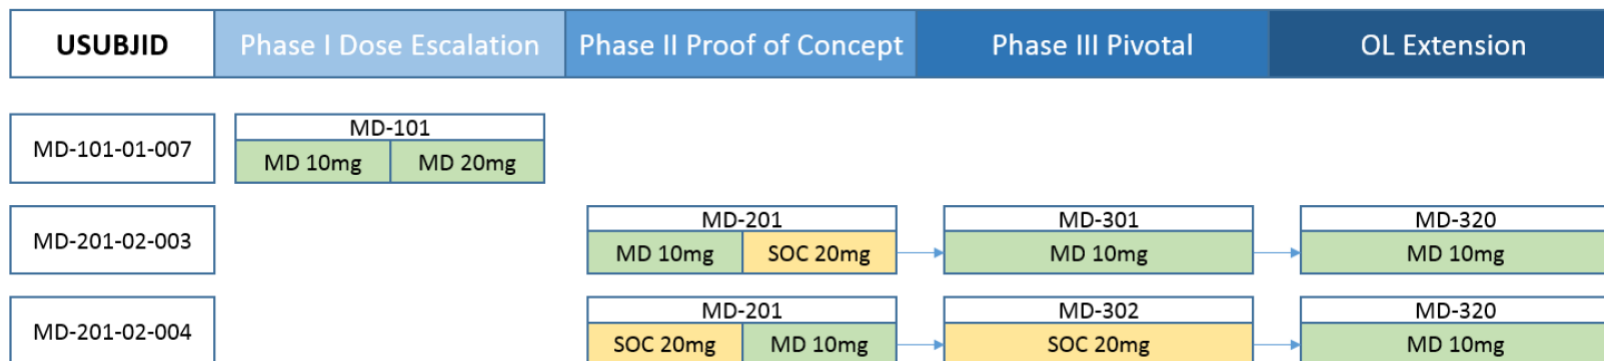 USUBJID Phase I Dose Escalation Phase II Proof of Concept Phase III Pivotal OL Extension
MD-101
MD-101-01-007
MD 10mg MD 20mg
MD-201 MD-301 MD-320
MD-201-02-003
MD 10mg SOC 20mg MD 10mg MD 10mg
MD-201 MD-302 MD-320
MD-201-02-004
SOC 20mg MD 10mg SOC 20mg MD 10mg